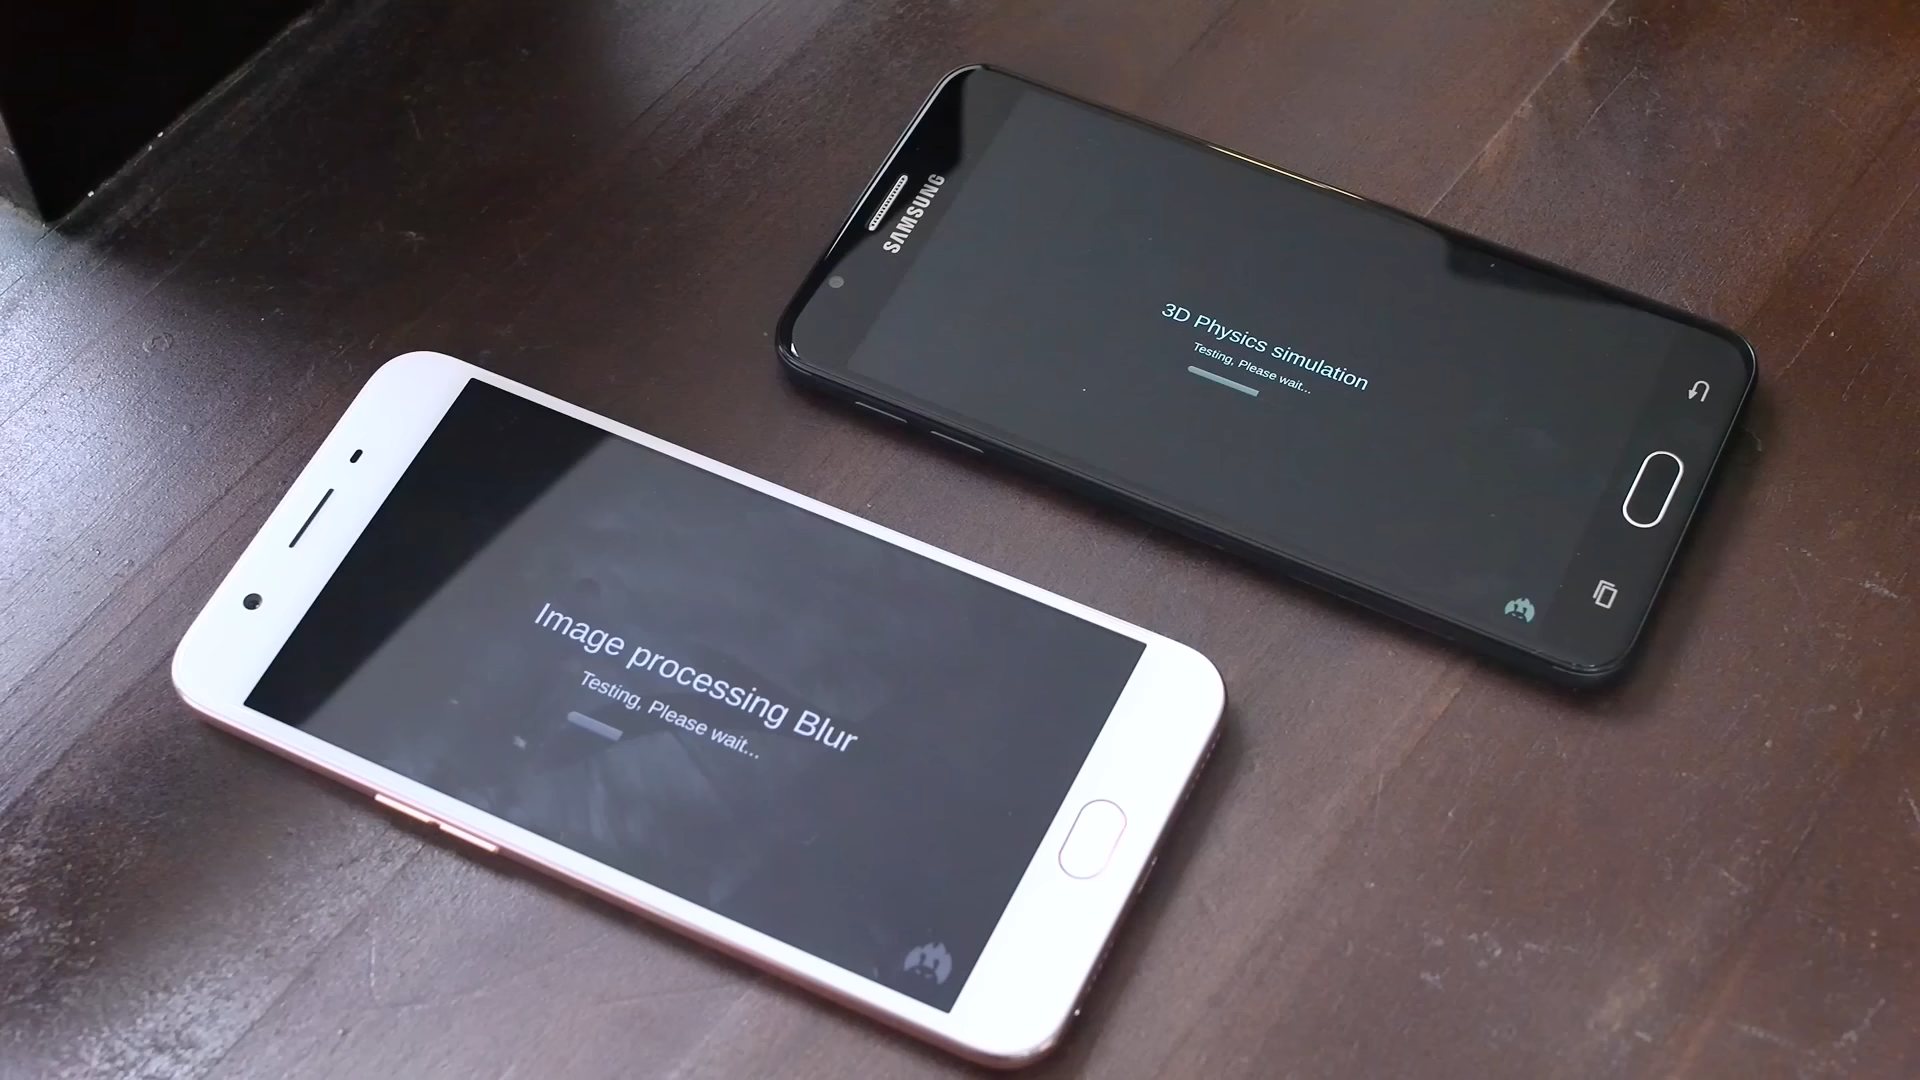 SAMSUNG
3D Physics simulation
Testing, Please wait...
Image processing Blur
Testing, Please wait...